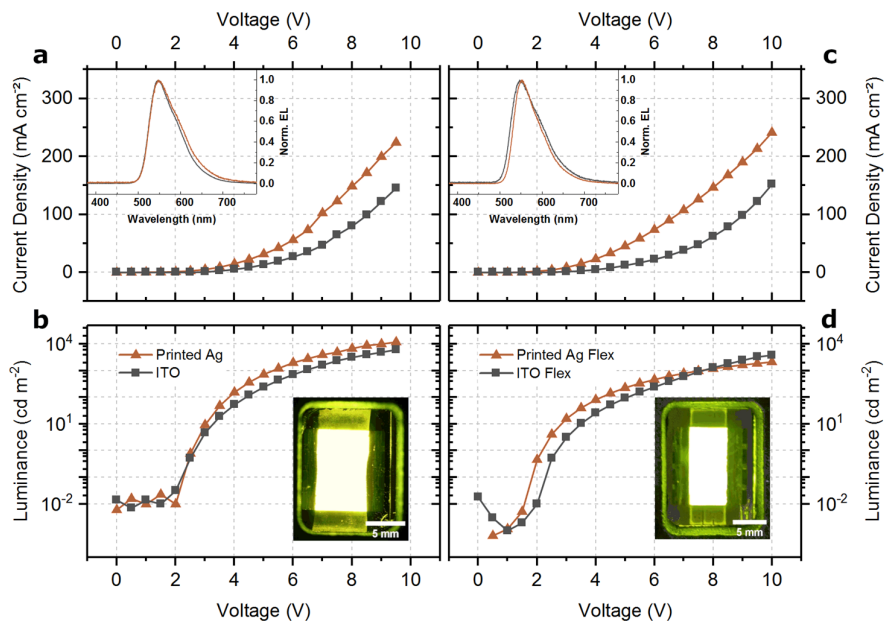 Voltage (V)
Voltage (V)
0 2 4 6 8 10
0 2 4 6 8 10
a
c
Current Density (mA cm⁻²)
300
200
100
0
1.0
0.8
0.6
0.4
0.2
0.0
Norm. EL
400 500 600 700
Wavelength (nm)
1.0
0.8
0.6
0.4
0.2
0.0
Norm. EL
400 500 600 700
Wavelength (nm)
300
200
100
0
Current Density (mA cm⁻²)
b
d
Luminance (cd m⁻²)
10⁴
10¹
10⁻²
Printed Ag
ITO
5 mm
Printed Ag Flex
ITO Flex
5 mm
10⁴
10¹
10⁻²
Luminance (cd m⁻²)
0 2 4 6 8 10
0 2 4 6 8 10
Voltage (V)
Voltage (V)